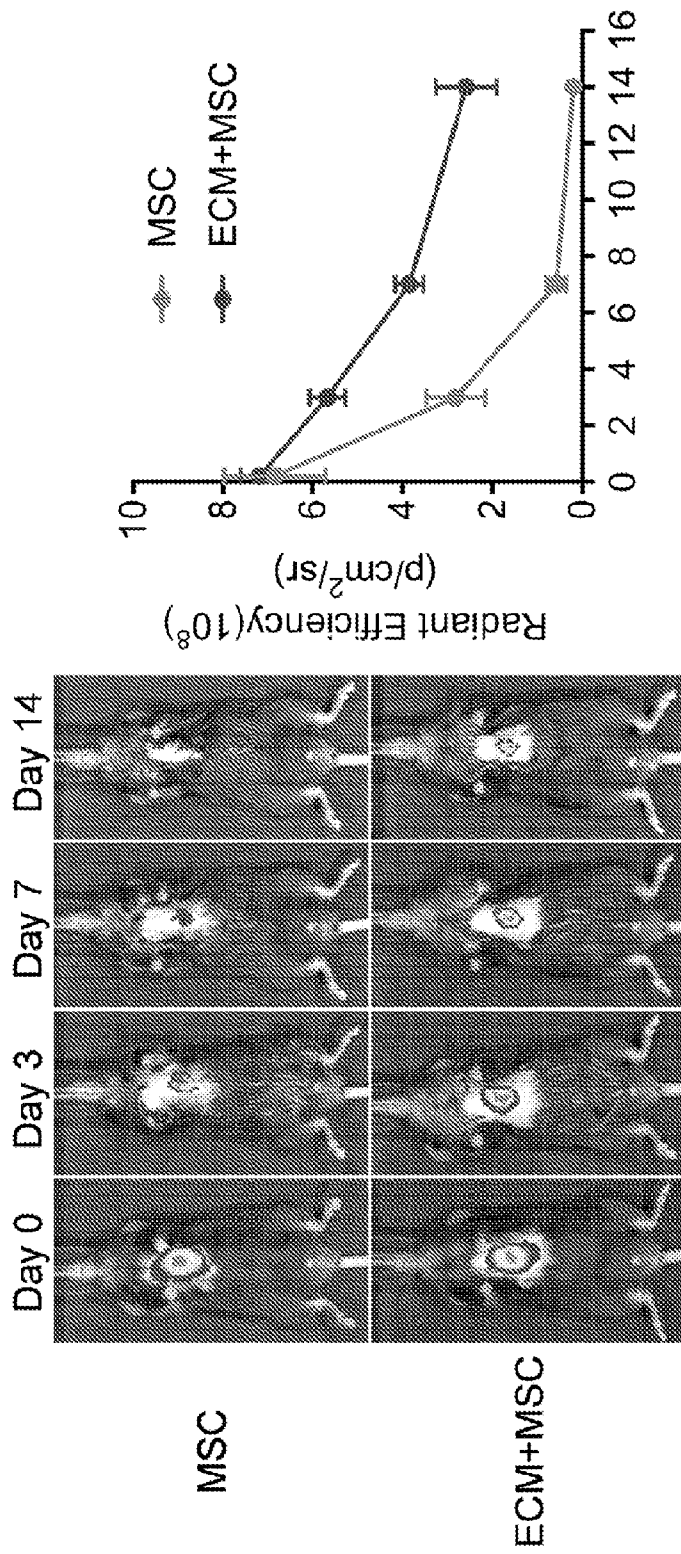 Day 0 Day 3 Day 7 Day 14
MSC
ECM+MSC
Radiant Efficiency(10⁸)
(p/cm²/sr)
10
8
6
4
2
0
0 2 4 6 8 10 12 14 16
MSC
ECM+MSC